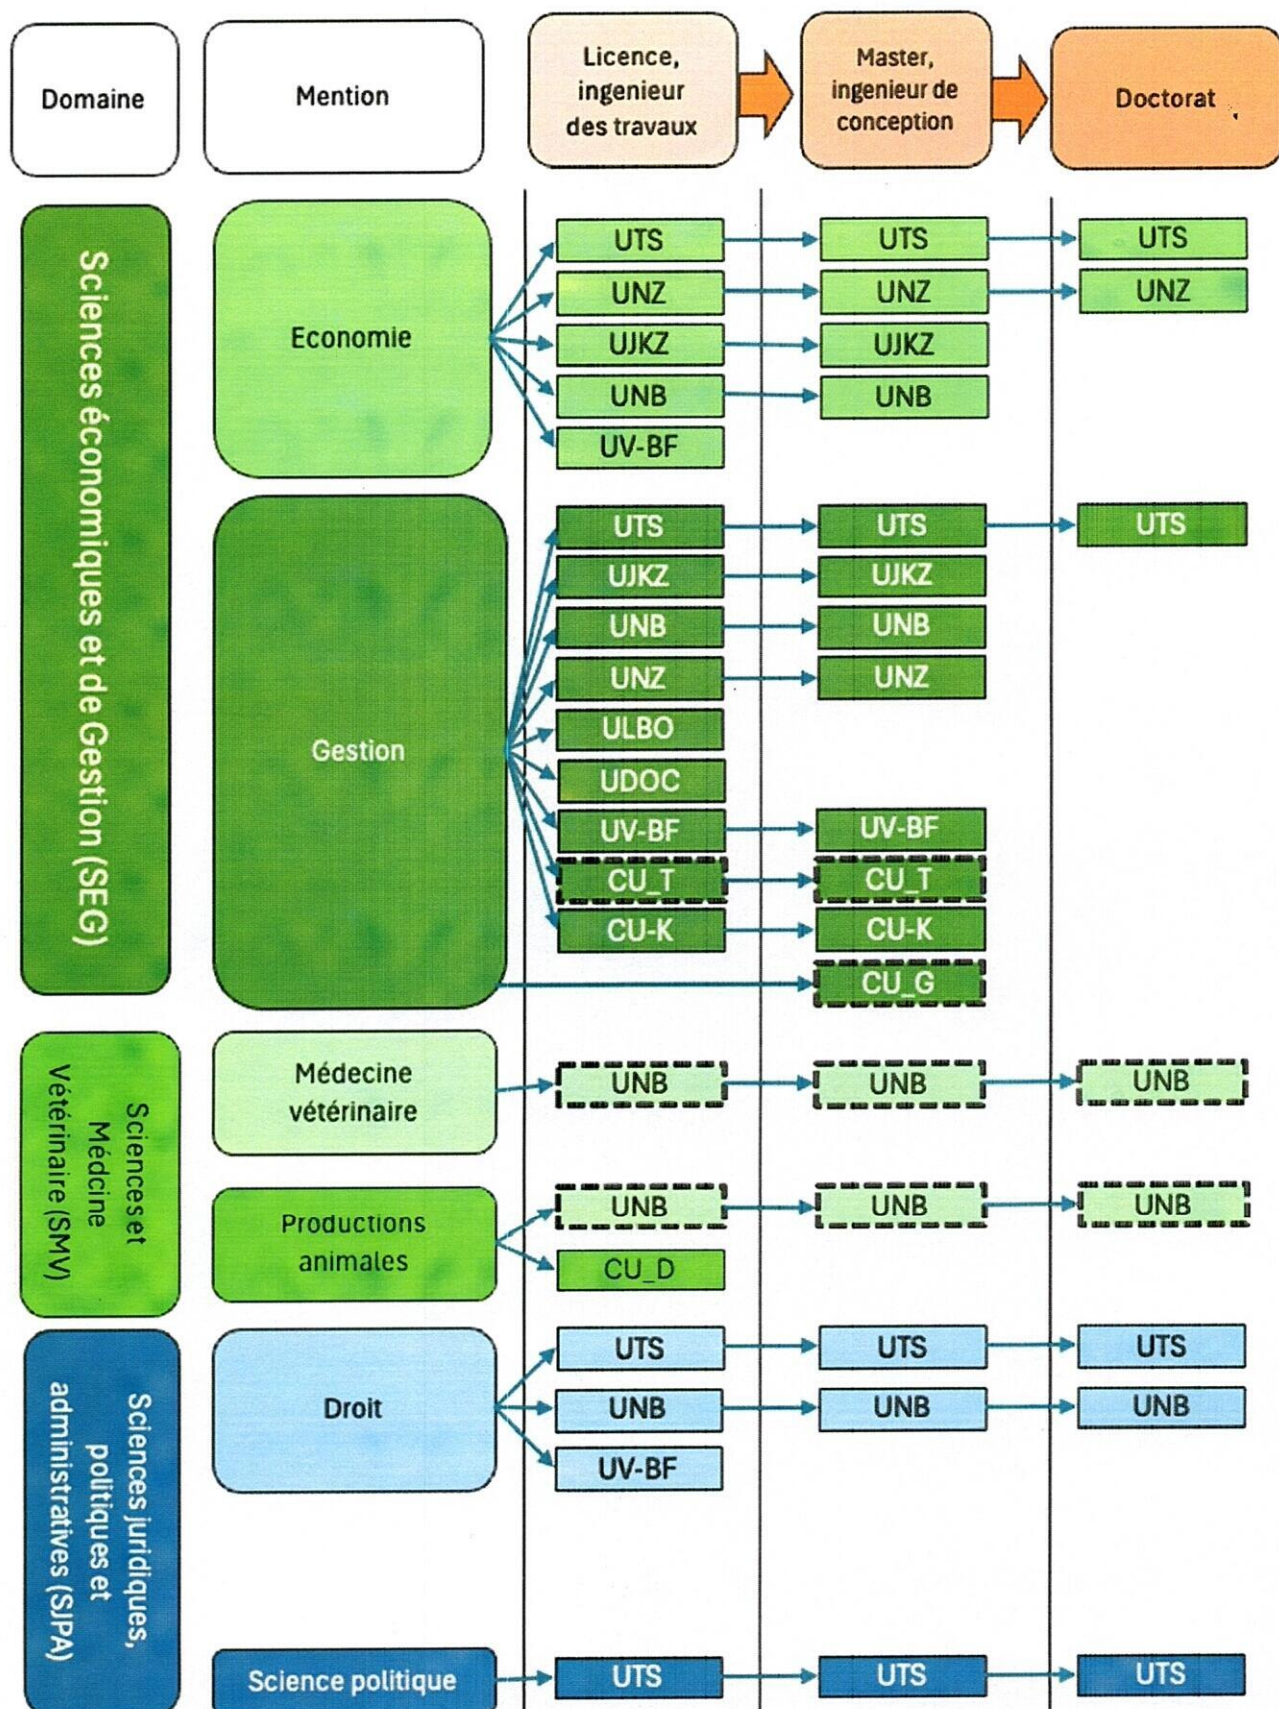 Domaine
Mention
Licence,
ingenieur
des travaux
Master,
ingenieur de
conception
Doctorat
Sciences économiques et de Gestion (SEG)
Economie
UTS
UTS
UTS
UNZ
UNZ
UNZ
UJKZ
UJKZ
UNB
UNB
UV-BF
Gestion
UTS
UTS
UTS
UJKZ
UJKZ
UNB
UNB
UNZ
UNZ
ULBO
UDOC
UV-BF
UV-BF
CU_T
CU_T
CU-K
CU-K
CU_G
Sciences et
Médcine
Vétérinaire (SMV)
Médecine
vétérinaire
UNB
UNB
UNB
Productions
animales
UNB
UNB
UNB
CU_D
Sciences juridiques,
politiques et
administratives (SJPA)
Droit
UTS
UTS
UTS
UNB
UNB
UNB
UV-BF
Science politique
UTS
UTS
UTS